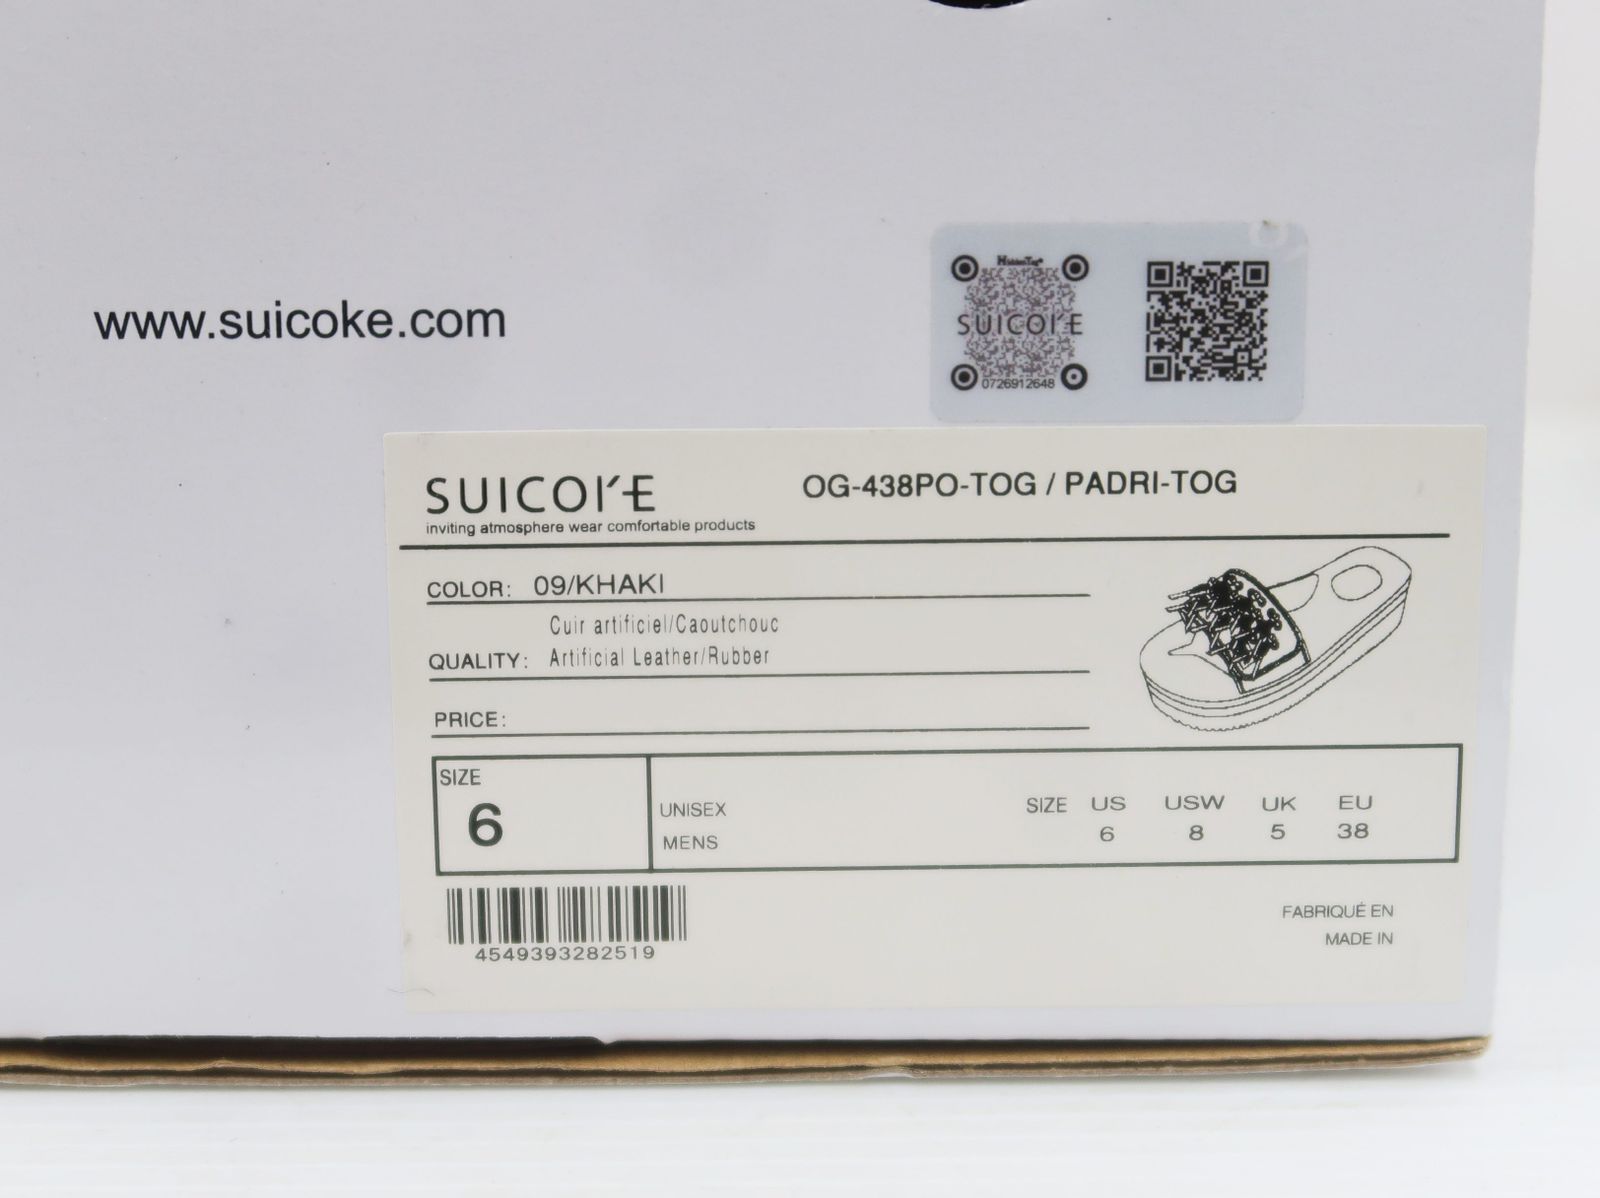 www.suicoke.com
HiddenTag
SUICOKE
0726912648
SUICOKE
inviting atmosphere wear comfortable products
OG-438PO-TOG / PADRI-TOG
COLOR: 09/KHAKI
Cuir artificiel/Caoutchouc
QUALITY: Artificial Leather/Rubber
PRICE:
SIZE
6
UNISEX
MENS
SIZE US USW UK EU
6 8 5 38
4549393282519
FABRIQUÉ EN
MADE IN